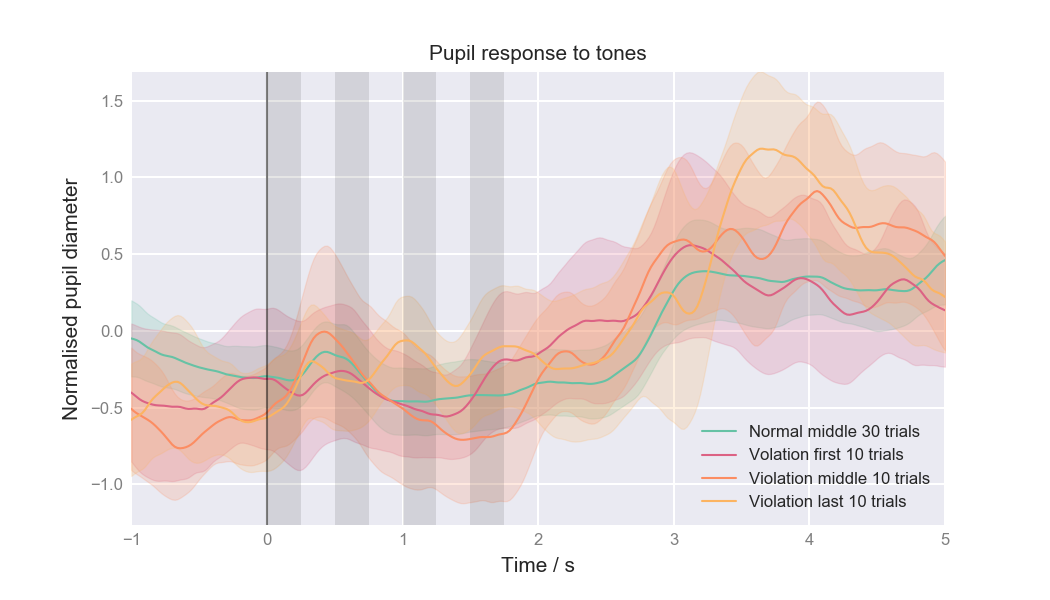 Pupil response to tones
Normalised pupil diameter
1.5
1.0
0.5
0.0
−0.5
−1.0
Normal middle 30 trials
Volation first 10 trials
Violation middle 10 trials
Violation last 10 trials
−1 0 1 2 3 4 5
Time / s